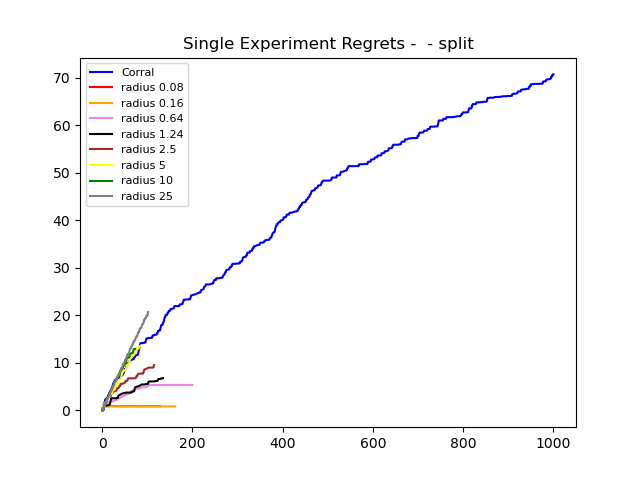 Single Experiment Regrets -  - split
Corral
radius 0.08
radius 0.16
radius 0.64
radius 1.24
radius 2.5
radius 5
radius 10
radius 25
70
60
50
40
30
20
10
0
0 200 400 600 800 1000